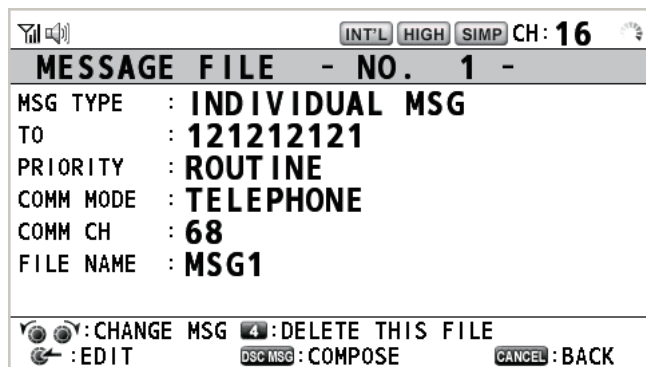 INT'L HIGH SIMP CH: 16
MESSAGE FILE - NO. 1 -
MSG TYPE : INDIVIDUAL MSG
TO : 121212121
PRIORITY : ROUTINE
COMM MODE : TELEPHONE
COMM CH : 68
FILE NAME : MSG1
:CHANGE MSG 4:DELETE THIS FILE
:EDIT DSC MSG:COMPOSE CANCEL:BACK